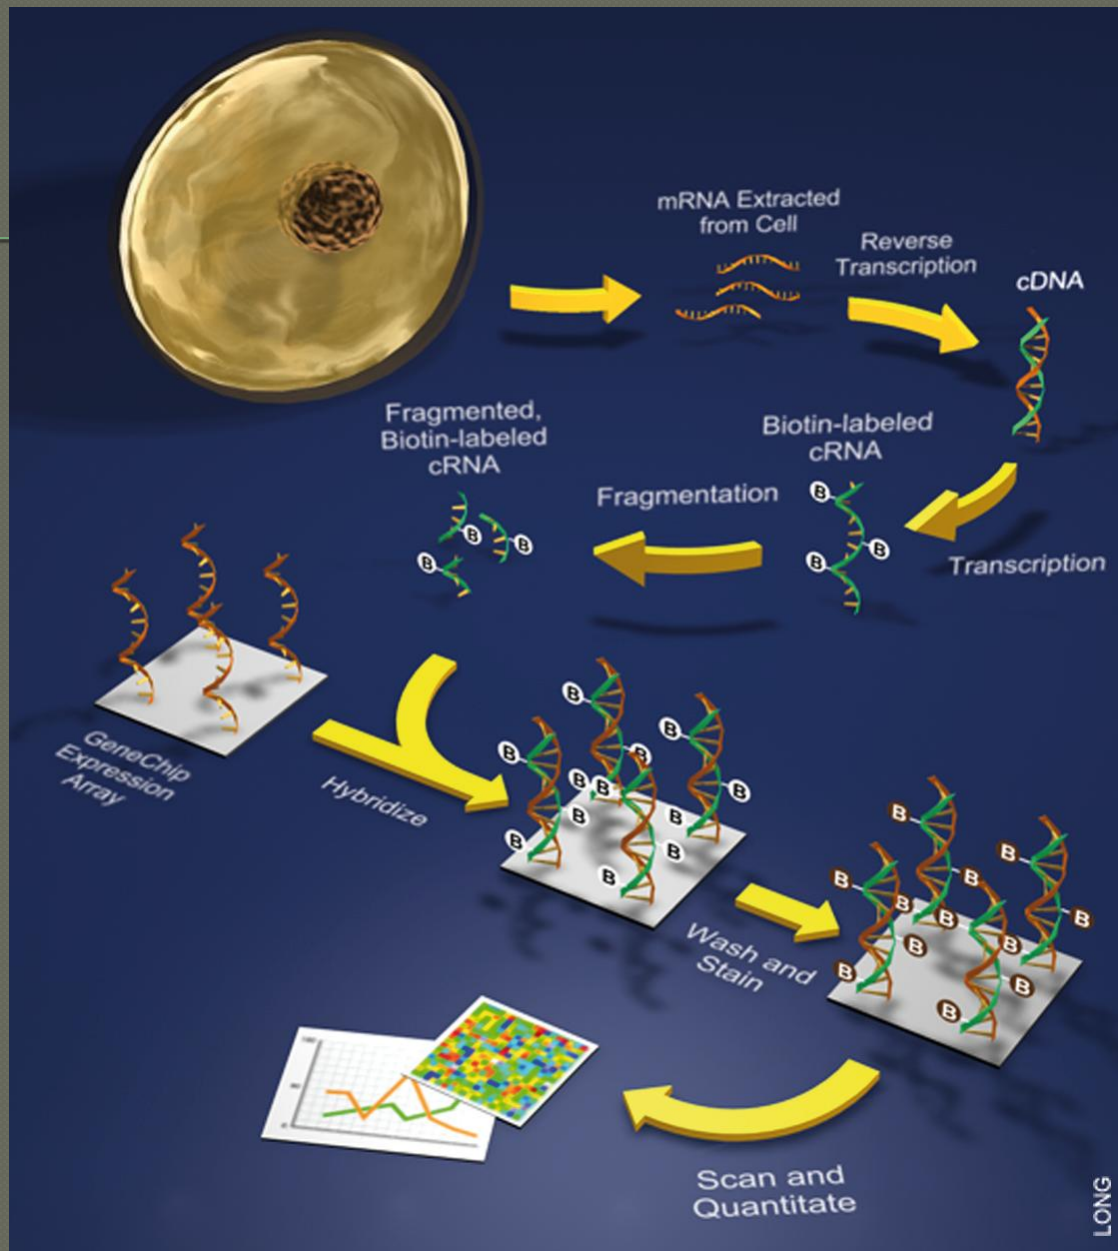 mRNA Extracted
from Cell
Reverse
Transcription
cDNA
Fragmented,
Biotin-labeled
cRNA
Biotin-labeled
cRNA
Fragmentation
B
B
B
B
B
B
Transcription
GeneChip
Expression
Array
Hybridize
B
B
B
B
B
B
B
B
B
B
B
B
Wash and
Stain
B
B
B
B
B
B
B
B
B
B
B
B
Scan and
Quantitate
LONG